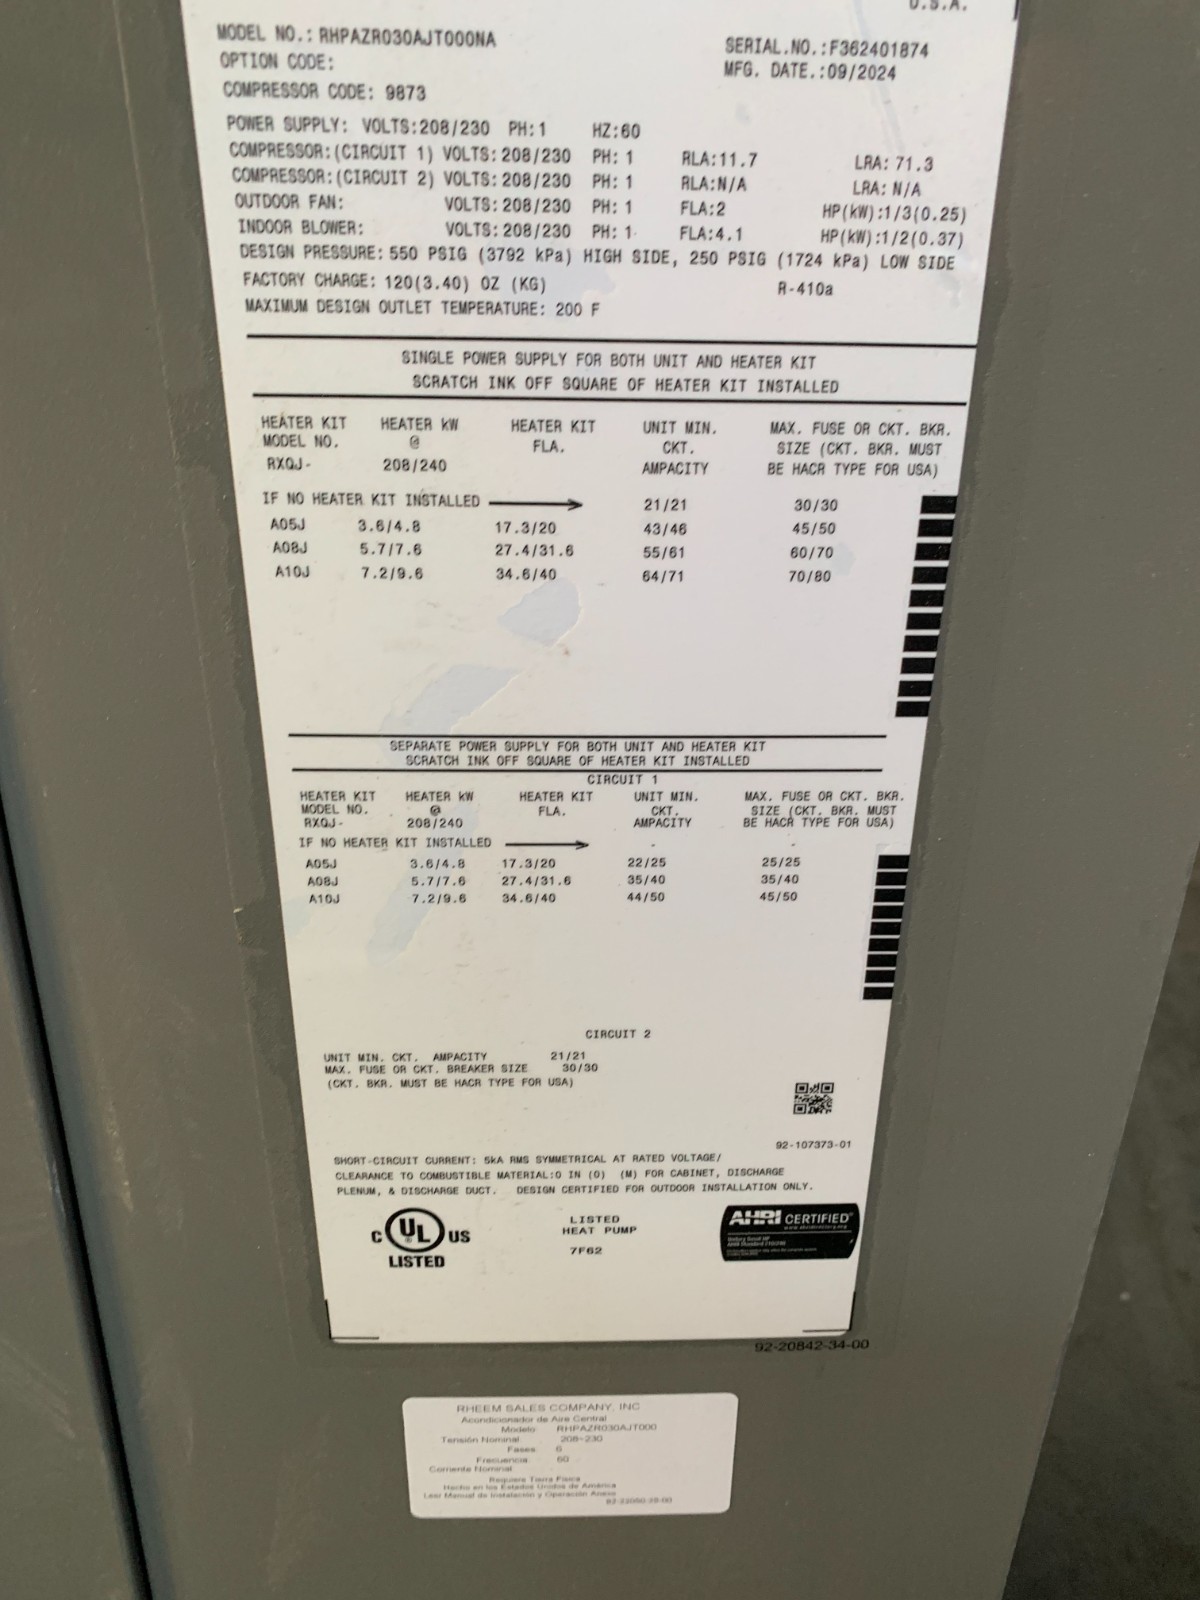 U.S.A.
MODEL NO.: RHPAZR030AJT000NA
SERIAL.NO.:F362401874
OPTION CODE:
MFG. DATE.:09/2024
COMPRESSOR CODE: 9873
POWER SUPPLY: VOLTS:208/230 PH:1 HZ:60
COMPRESSOR:(CIRCUIT 1) VOLTS:208/230 PH: 1 RLA:11.7 LRA: 71.3
COMPRESSOR:(CIRCUIT 2) VOLTS:208/230 PH: 1 RLA:N/A LRA: N/A
OUTDOOR FAN: VOLTS:208/230 PH: 1 FLA:2 HP(kW):1/3(0.25)
INDOOR BLOWER: VOLTS:208/230 PH: 1 FLA:4.1 HP(kW):1/2(0.37)
DESIGN PRESSURE: 550 PSIG (3792 kPa) HIGH SIDE, 250 PSIG (1724 kPa) LOW SIDE
FACTORY CHARGE: 120(3.40) OZ (KG) R-410a
MAXIMUM DESIGN OUTLET TEMPERATURE: 200 F
SINGLE POWER SUPPLY FOR BOTH UNIT AND HEATER KIT
SCRATCH INK OFF SQUARE OF HEATER KIT INSTALLED
HEATER KIT HEATER kW HEATER KIT UNIT MIN. MAX. FUSE OR CKT. BKR.
MODEL NO. @ FLA. CKT. SIZE (CKT. BKR. MUST
RXQJ- 208/240 AMPACITY BE HACR TYPE FOR USA)
IF NO HEATER KIT INSTALLED 21/21 30/30
A05J 3.6/4.8 17.3/20 43/46 45/50
A08J 5.7/7.6 27.4/31.6 55/61 60/70
A10J 7.2/9.6 34.6/40 64/71 70/80
SEPARATE POWER SUPPLY FOR BOTH UNIT AND HEATER KIT
SCRATCH INK OFF SQUARE OF HEATER KIT INSTALLED
CIRCUIT 1
HEATER KIT HEATER kW HEATER KIT UNIT MIN. MAX. FUSE OR CKT. BKR.
MODEL NO. @ FLA. CKT. SIZE (CKT. BKR. MUST
RXQJ- 208/240 AMPACITY BE HACR TYPE FOR USA)
IF NO HEATER KIT INSTALLED - -
A05J 3.6/4.8 17.3/20 22/25 25/25
A08J 5.7/7.6 27.4/31.6 35/40 35/40
A10J 7.2/9.6 34.6/40 44/50 45/50
CIRCUIT 2
UNIT MIN. CKT. AMPACITY 21/21
MAX. FUSE OR CKT. BREAKER SIZE 30/30
(CKT. BKR. MUST BE HACR TYPE FOR USA)
92-107373-01
SHORT-CIRCUIT CURRENT: 5kA RMS SYMMETRICAL AT RATED VOLTAGE/
CLEARANCE TO COMBUSTIBLE MATERIAL:0 IN (0) (M) FOR CABINET, DISCHARGE
PLENUM, & DISCHARGE DUCT. DESIGN CERTIFIED FOR OUTDOOR INSTALLATION ONLY.
C UL US
LISTED
LISTED
HEAT PUMP
7F62
AHRI CERTIFIED
92-20842-34-00
RHEEM SALES COMPANY, INC
Acondicionador de Aire Central
Modelo RHPAZR030AJT000
Tensión Nominal 208-230
Fases 6
Frecuencia 60
Corriente Nominal
Requiere Tierra Física
Hecho en los Estados Unidos de América
Leer Manual de Instalación y Operación Anexo